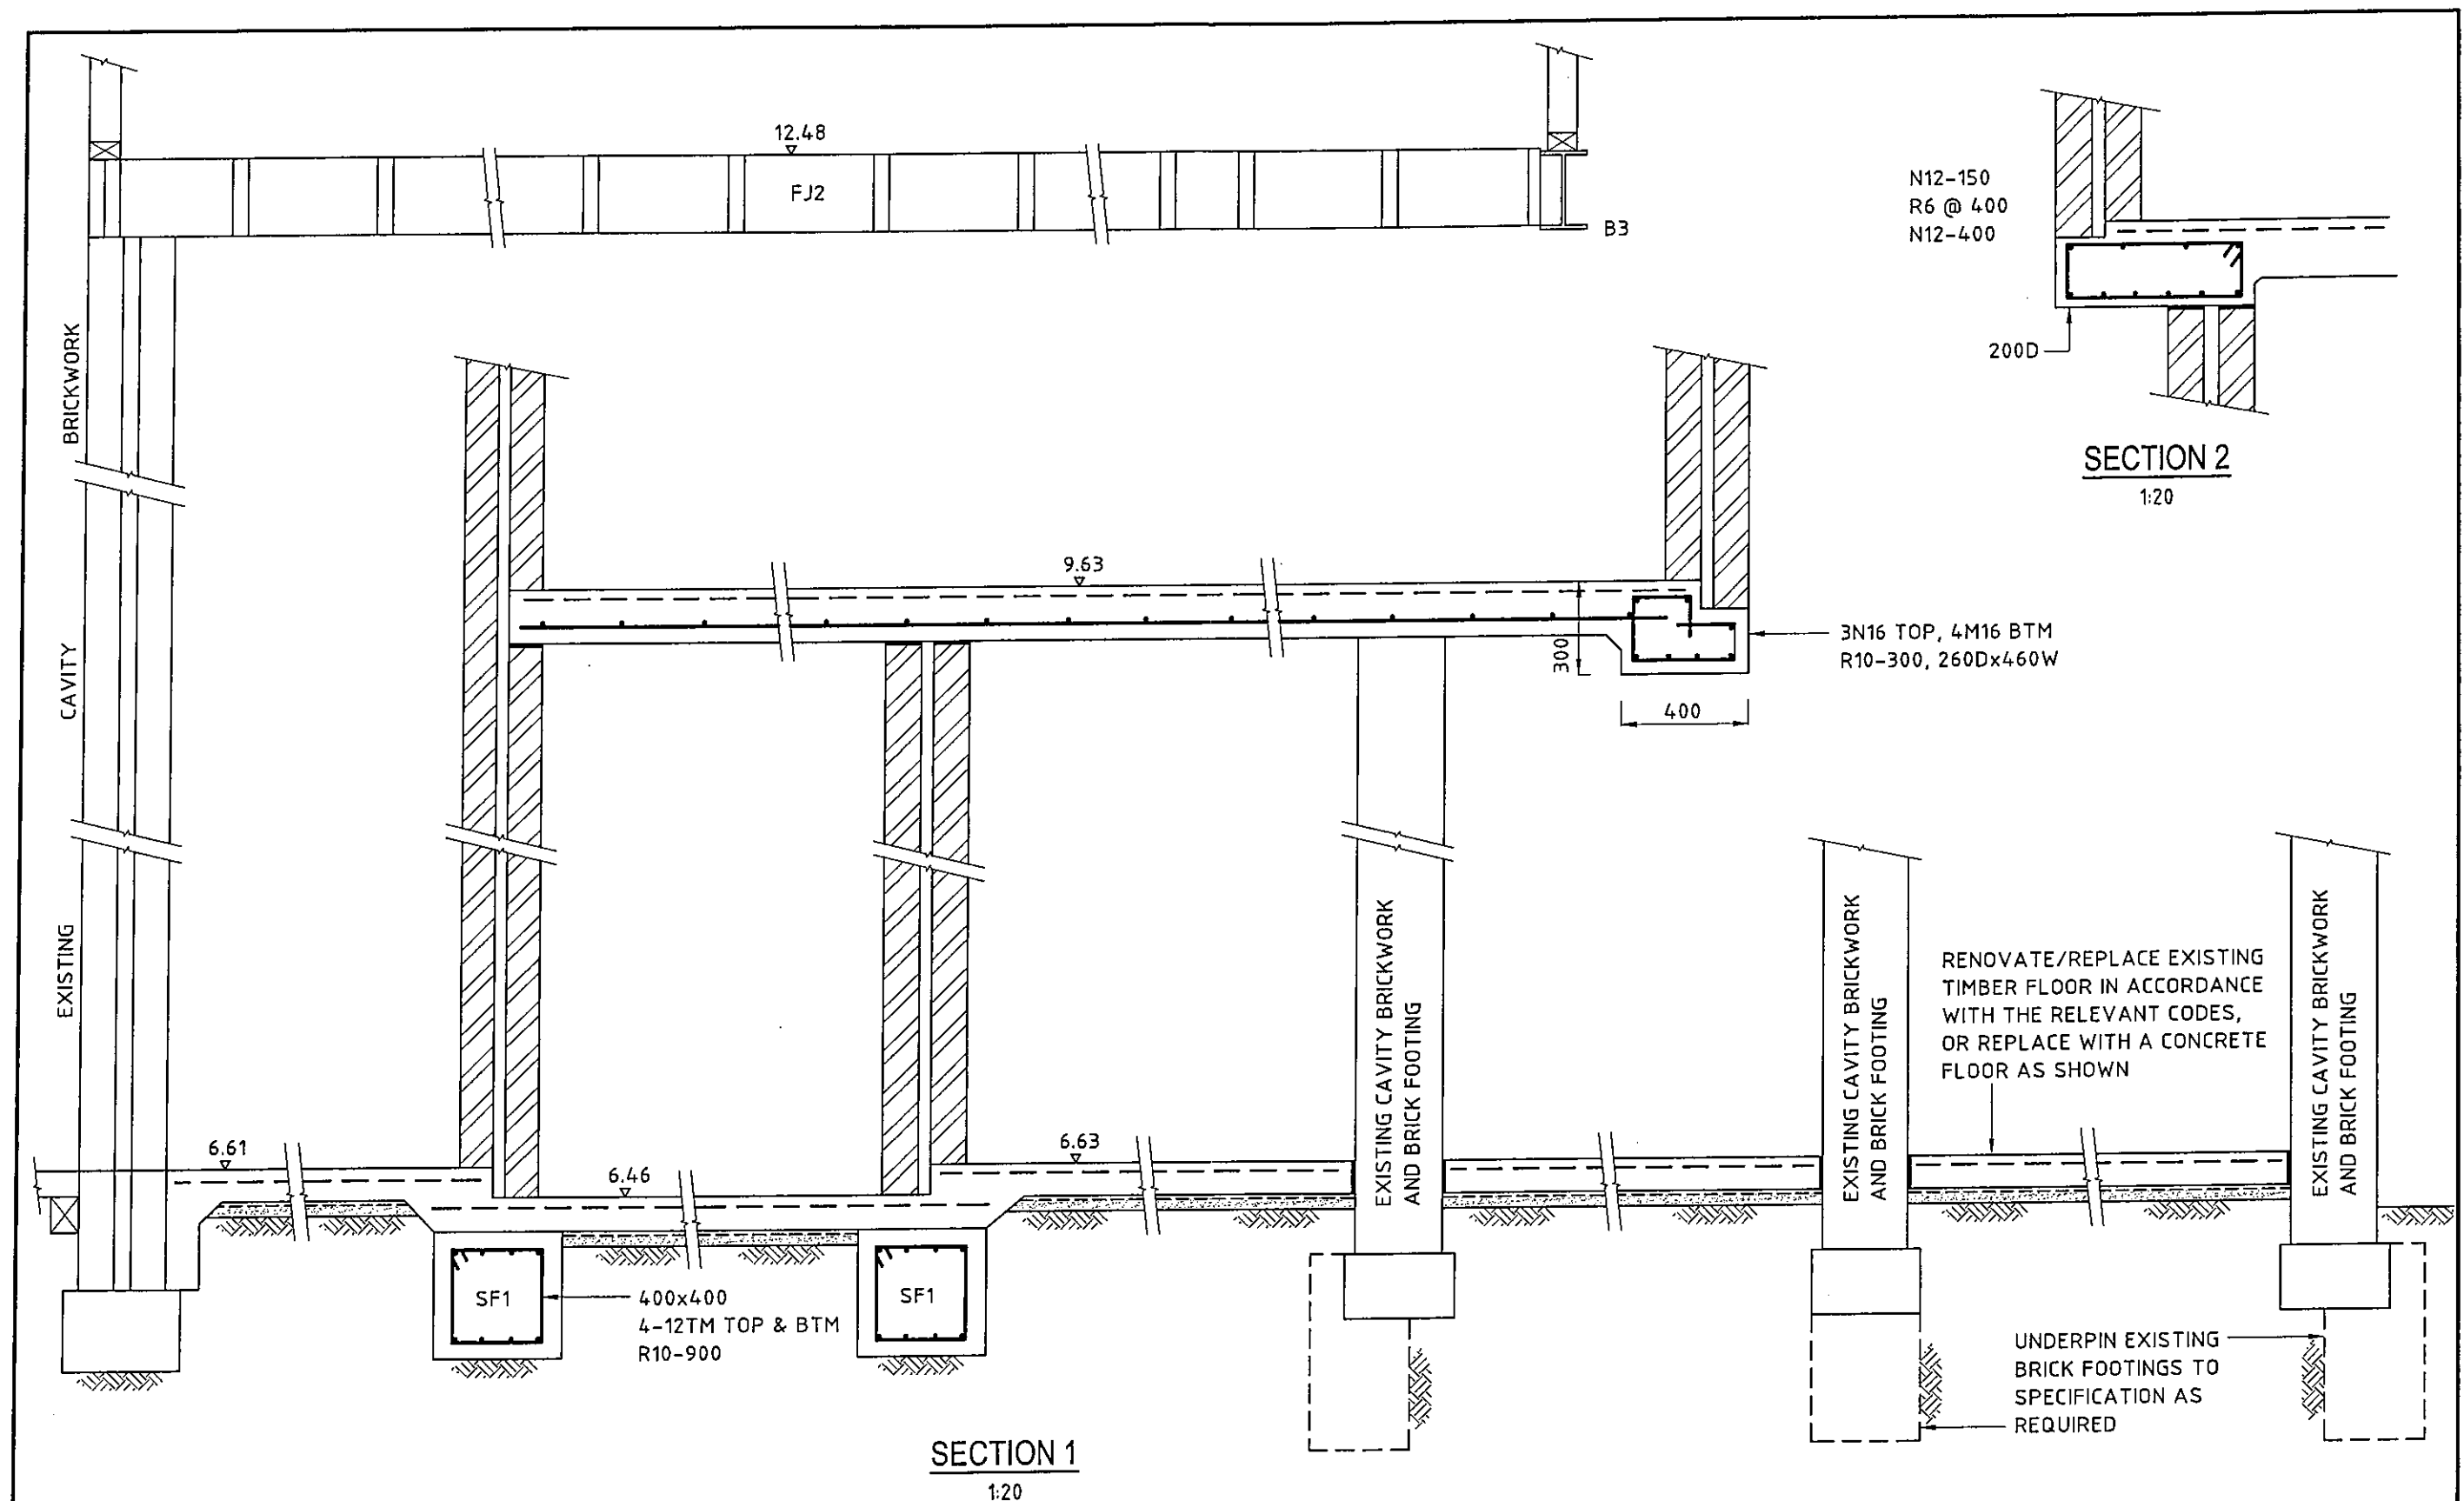 12.48
FJ2
B3
BRICKWORK
CAVITY
EXISTING
N12-150
R6 @ 400
N12-400
200D
SECTION 2
1:20
9.63
300
400
3N16 TOP, 4M16 BTM
R10-300, 260Dx460W
EXISTING CAVITY BRICKWORK
AND BRICK FOOTING
EXISTING CAVITY BRICKWORK
AND BRICK FOOTING
EXISTING CAVITY BRICKWORK
AND BRICK FOOTING
RENOVATE/REPLACE EXISTING
TIMBER FLOOR IN ACCORDANCE
WITH THE RELEVANT CODES,
OR REPLACE WITH A CONCRETE
FLOOR AS SHOWN
6.61
6.46
6.63
SF1
400x400
4-12TM TOP & BTM
R10-900
SF1
UNDERPIN EXISTING
BRICK FOOTINGS TO
SPECIFICATION AS
REQUIRED
SECTION 1
1:20